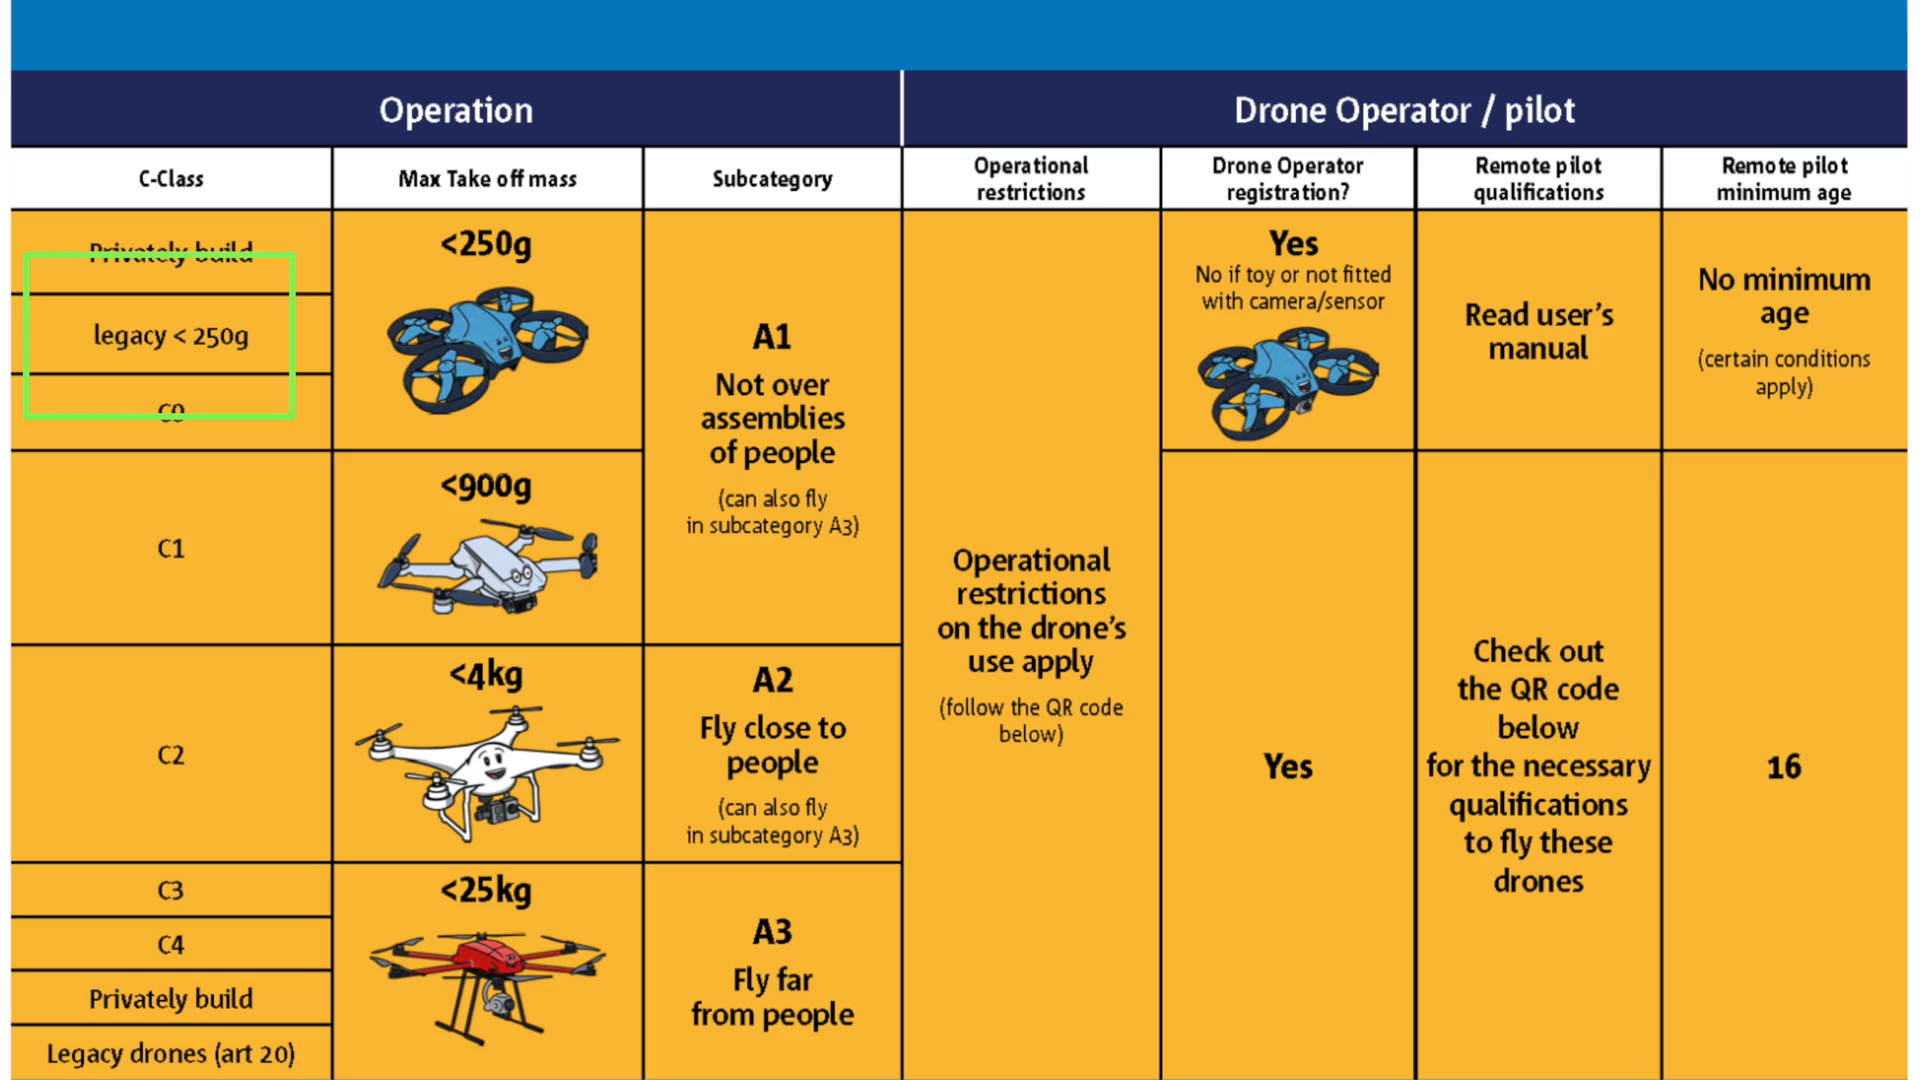 Operation
Drone Operator / pilot
C-Class
Max Take off mass
Subcategory
Operational
restrictions
Drone Operator
registration?
Remote pilot
qualifications
Remote pilot
minimum age
Privately build
legacy < 250g
C0
<250g
A1
Not over
assemblies
of people
(can also fly
in subcategory A3)
Operational
restrictions
on the drone's
use apply
(follow the QR code
below)
Yes
No if toy or not fitted
with camera/sensor
Read user's
manual
No minimum
age
(certain conditions
apply)
C1
<900g
C2
<4kg
A2
Fly close to
people
(can also fly
in subcategory A3)
Yes
Check out
the QR code
below
for the necessary
qualifications
to fly these
drones
16
C3
C4
Privately build
Legacy drones (art 20)
<25kg
A3
Fly far
from people